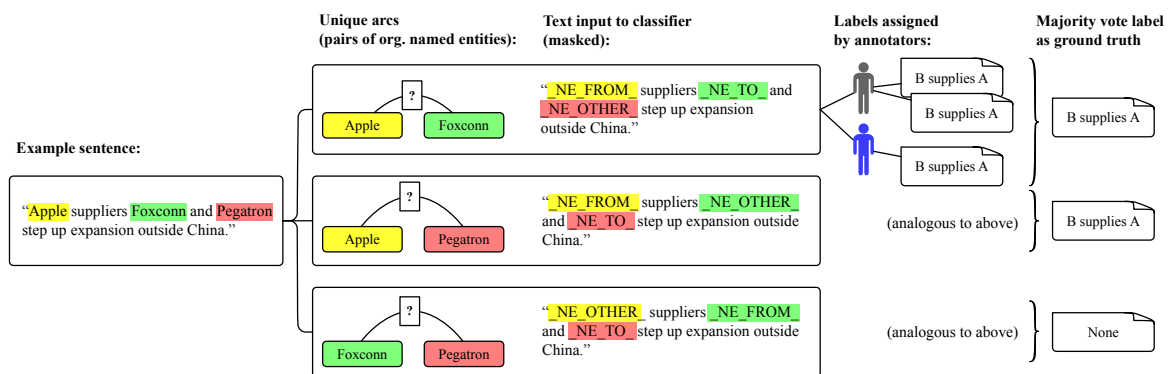 Unique arcs
(pairs of org. named entities):
Text input to classifier
(masked):
Labels assigned
by annotators:
Majority vote label
as ground truth
Example sentence:
“Apple suppliers Foxconn and Pegatron
step up expansion outside China.”
?
Apple
Foxconn
“_NE_FROM_ suppliers _NE_TO_ and
_NE_OTHER_ step up expansion
outside China.”
B supplies A
B supplies A
B supplies A
B supplies A
?
Apple
Pegatron
“_NE_FROM_ suppliers _NE_OTHER_
and _NE_TO_ step up expansion outside
China.”
(analogous to above)
B supplies A
?
Foxconn
Pegatron
“_NE_OTHER_ suppliers _NE_FROM_
and _NE_TO_ step up expansion outside
China.”
(analogous to above)
None